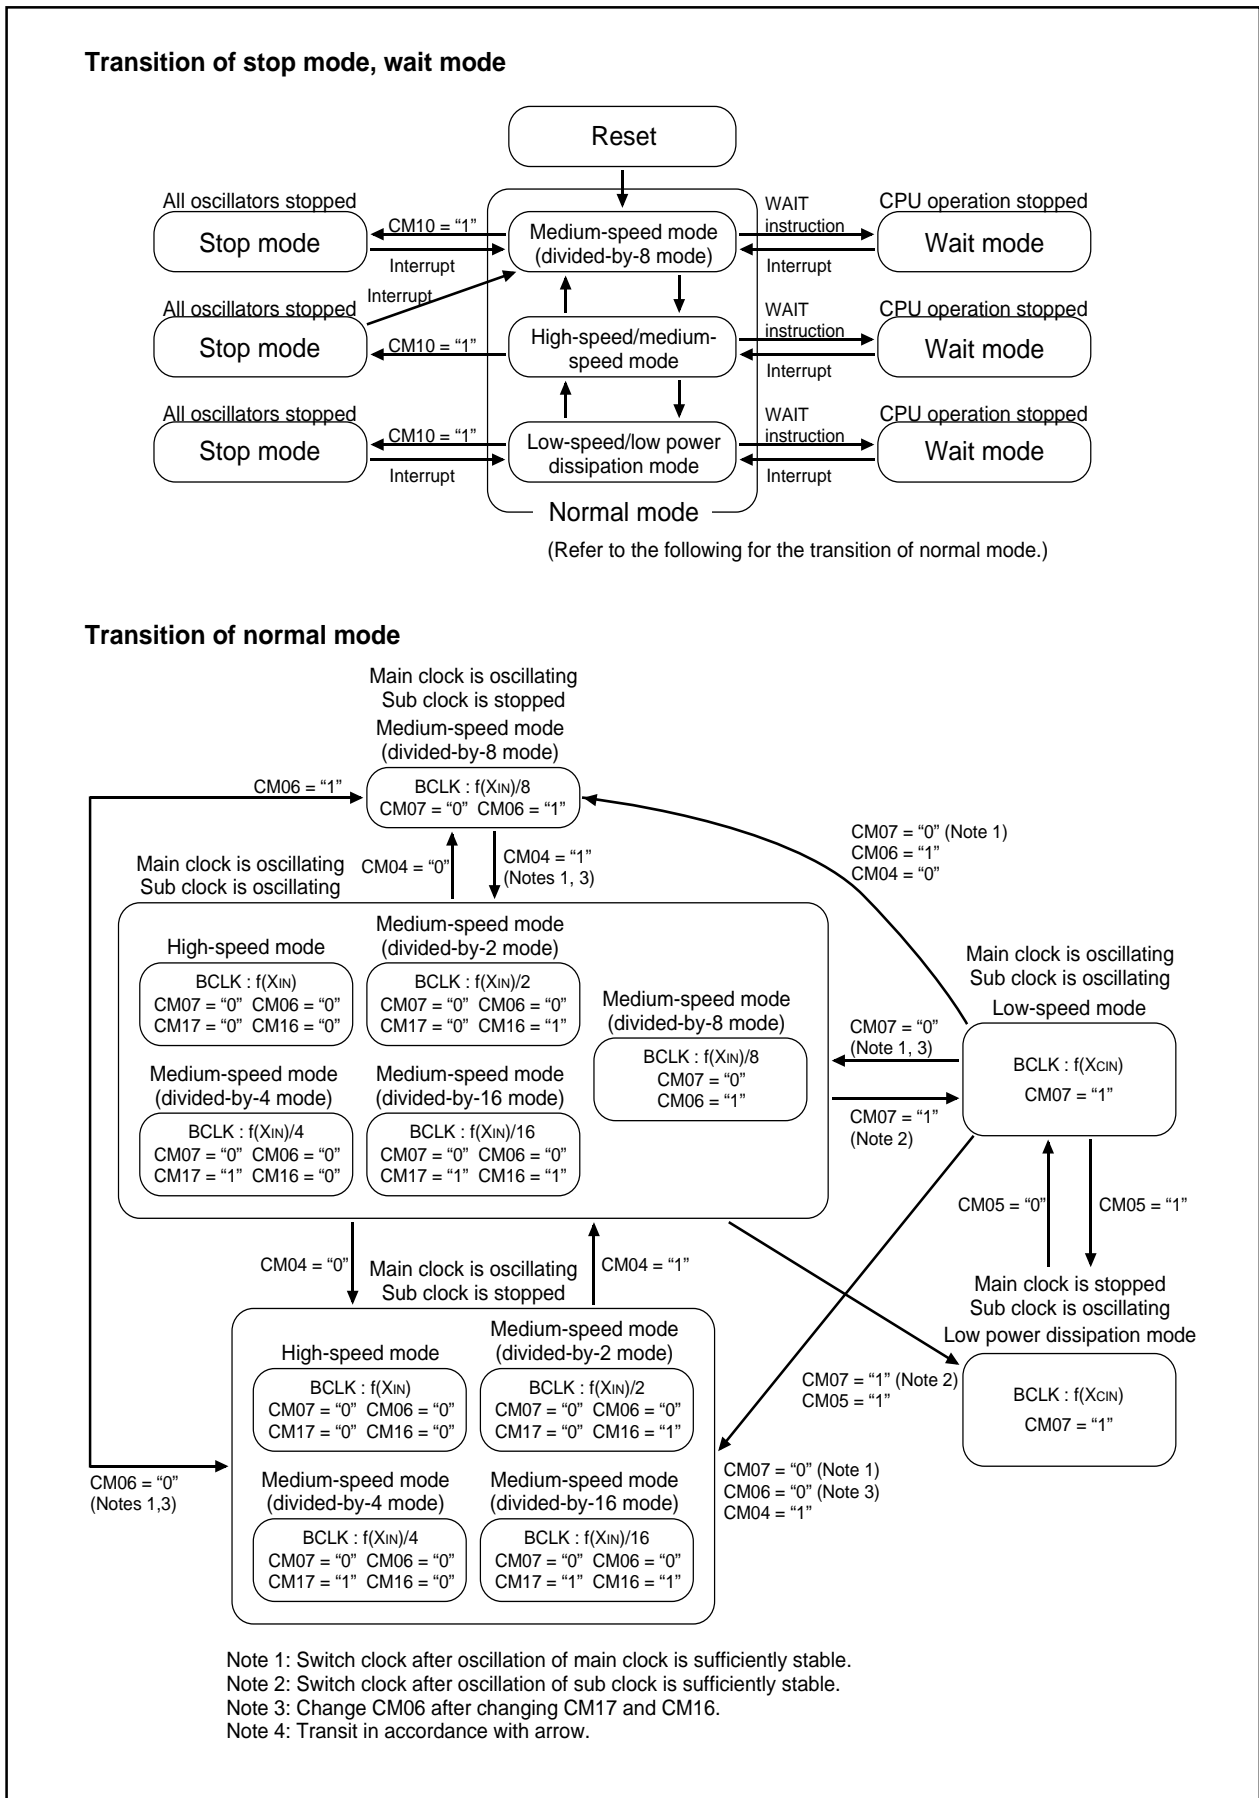 Transition of stop mode, wait mode
Reset
All oscillators stopped
Stop mode
CM10 = “1”
Interrupt
Medium-speed mode
(divided-by-8 mode)
WAIT
instruction
Interrupt
CPU operation stopped
Wait mode
Interrupt
All oscillators stopped
Stop mode
CM10 = “1”
High-speed/medium-
speed mode
WAIT
instruction
Interrupt
CPU operation stopped
Wait mode
All oscillators stopped
Stop mode
CM10 = “1”
Interrupt
Low-speed/low power
dissipation mode
WAIT
instruction
Interrupt
CPU operation stopped
Wait mode
Normal mode
(Refer to the following for the transition of normal mode.)
Transition of normal mode
Main clock is oscillating
Sub clock is stopped
Medium-speed mode
(divided-by-8 mode)
CM06 = “1”
BCLK : f(XIN)/8
CM07 = “0” CM06 = “1”
CM07 = “0” (Note 1)
CM06 = “1”
CM04 = “0”
Main clock is oscillating
Sub clock is oscillating
CM04 = “0”
CM04 = “1”
(Notes 1, 3)
High-speed mode
BCLK : f(XIN)
CM07 = “0” CM06 = “0”
CM17 = “0” CM16 = “0”
Medium-speed mode
(divided-by-2 mode)
BCLK : f(XIN)/2
CM07 = “0” CM06 = “0”
CM17 = “0” CM16 = “1”
Medium-speed mode
(divided-by-8 mode)
BCLK : f(XIN)/8
CM07 = “0”
CM06 = “1”
Medium-speed mode
(divided-by-4 mode)
BCLK : f(XIN)/4
CM07 = “0” CM06 = “0”
CM17 = “1” CM16 = “0”
Medium-speed mode
(divided-by-16 mode)
BCLK : f(XIN)/16
CM07 = “0” CM06 = “0”
CM17 = “1” CM16 = “1”
CM07 = “0”
(Note 1, 3)
CM07 = “1”
(Note 2)
Main clock is oscillating
Sub clock is oscillating
Low-speed mode
BCLK : f(XCIN)
CM07 = “1”
CM05 = “0”
CM05 = “1”
CM04 = “0”
Main clock is oscillating
Sub clock is stopped
CM04 = “1”
Main clock is stopped
Sub clock is oscillating
Low power dissipation mode
BCLK : f(XCIN)
CM07 = “1”
CM07 = “1” (Note 2)
CM05 = “1”
High-speed mode
BCLK : f(XIN)
CM07 = “0” CM06 = “0”
CM17 = “0” CM16 = “0”
Medium-speed mode
(divided-by-2 mode)
BCLK : f(XIN)/2
CM07 = “0” CM06 = “0”
CM17 = “0” CM16 = “1”
CM06 = “0”
(Notes 1,3)
Medium-speed mode
(divided-by-4 mode)
BCLK : f(XIN)/4
CM07 = “0” CM06 = “0”
CM17 = “1” CM16 = “0”
Medium-speed mode
(divided-by-16 mode)
BCLK : f(XIN)/16
CM07 = “0” CM06 = “0”
CM17 = “1” CM16 = “1”
CM07 = “0” (Note 1)
CM06 = “0” (Note 3)
CM04 = “1”
Note 1: Switch clock after oscillation of main clock is sufficiently stable.
Note 2: Switch clock after oscillation of sub clock is sufficiently stable.
Note 3: Change CM06 after changing CM17 and CM16.
Note 4: Transit in accordance with arrow.